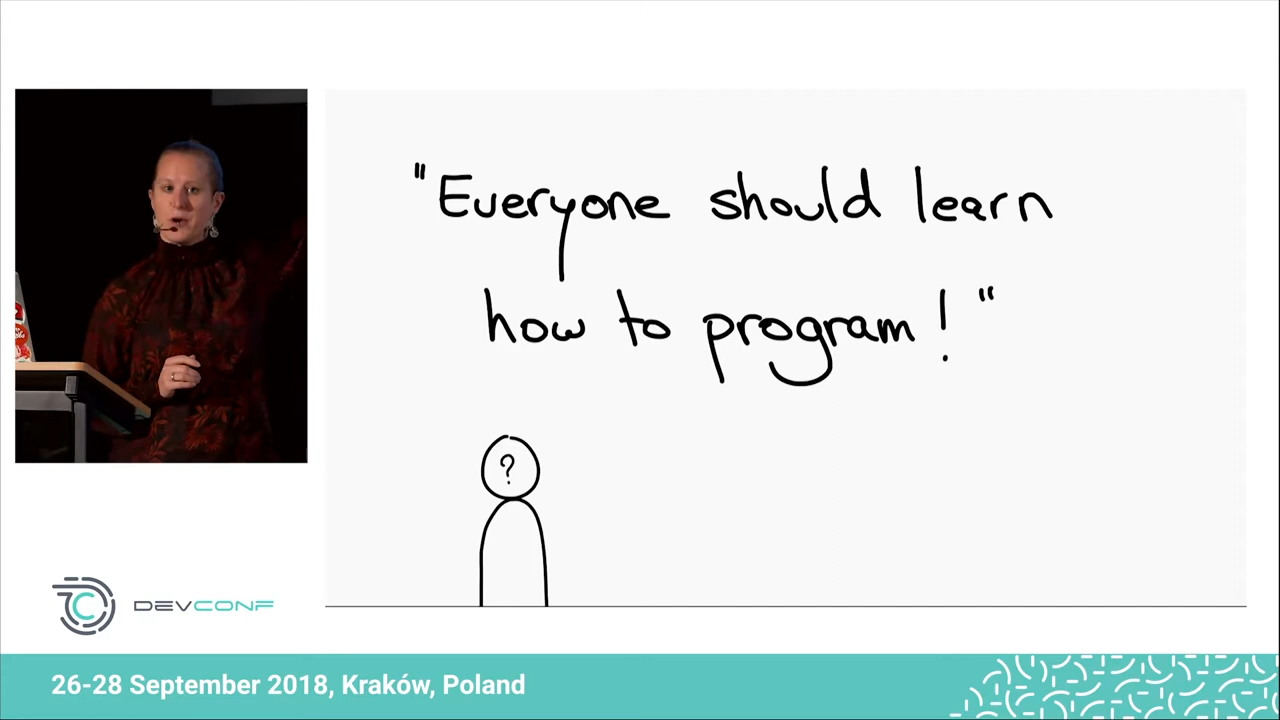 "Everyone should learn
how to program!"
?
DEVCONF
26-28 September 2018, Kraków, Poland